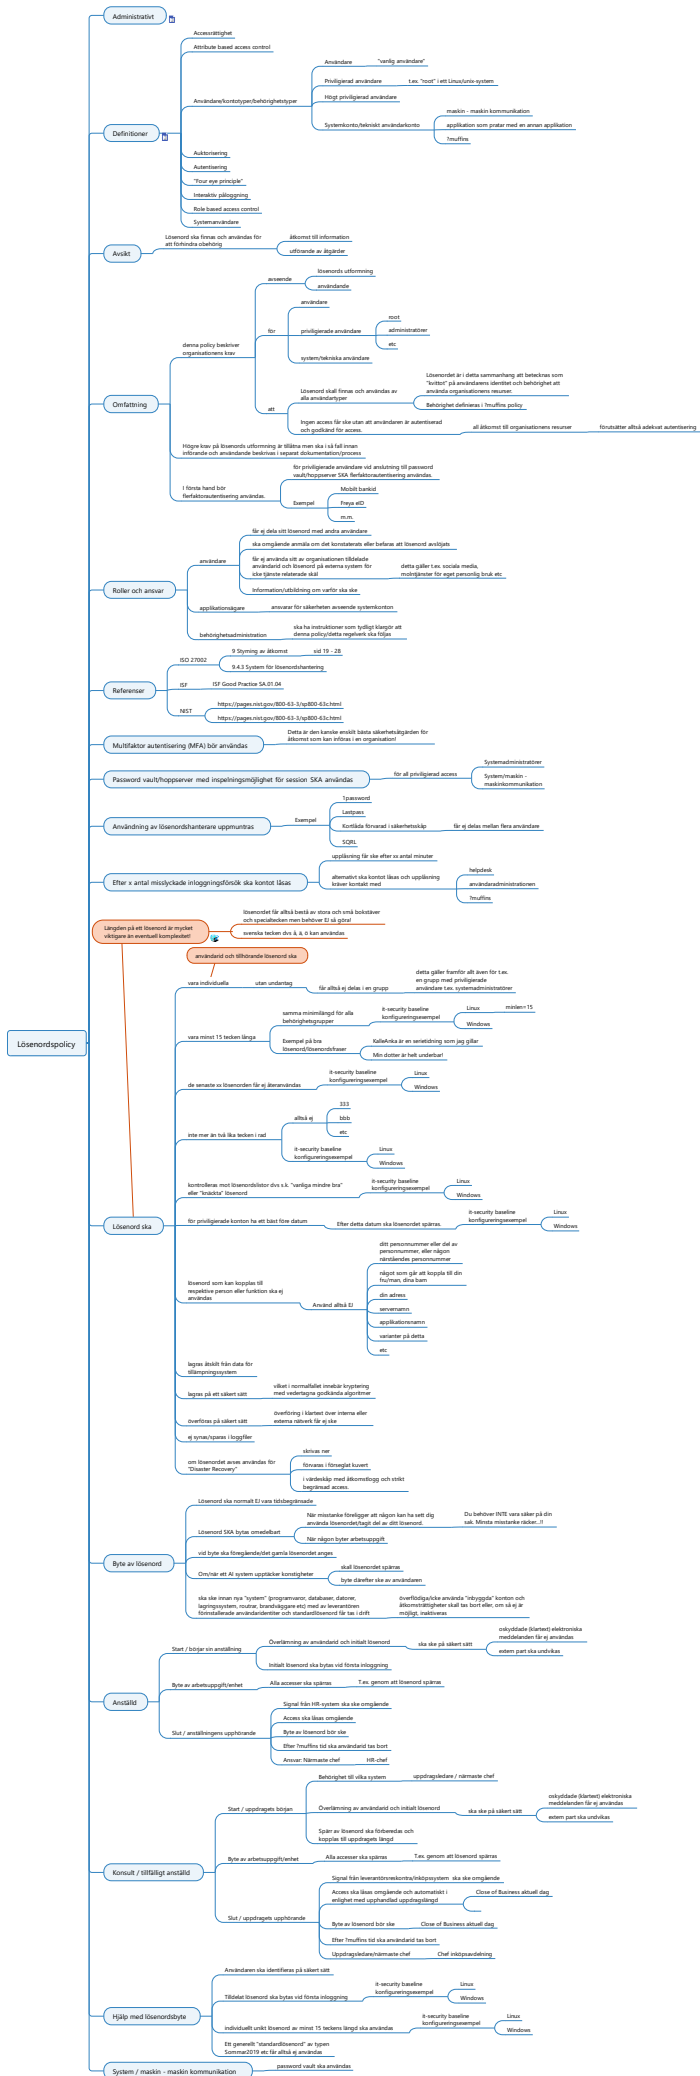 Administrativt
Accessrättighet
Attribute based access control
Användare
"vanlig användare"
Priviligierad användare
t.ex. "root" i ett Linux/unix-system
Användare/kontotyper/behörighetstyper
Högt priviligierad användare
maskin - maskin kommunikation
Systemkonto/tekniskt användarkonto
applikation som pratar med en annan applikation
?muffins
Definitioner
Auktorisering
Autentisering
"Four eye principle"
Interaktiv påloggning
Role based access control
Systemanvändare
Avsikt
Lösenord ska finnas och användas för
att förhindra obehörig
åtkomst till information
utförande av åtgärder
Omfattning
denna policy beskriver
organisationens krav
avseende
lösenords utformning
användande
för
användare
priviligierade användare
root
administratörer
etc
system/tekniska användare
att
Lösenord skall finnas och användas av
alla användartyper
Lösenordet är i detta sammanhang att betecknas som
"kvittot" på användarens identitet och behörighet att
använda organisationens resurser.
Behörighet definieras i ?muffins policy
Ingen access får ske utan att användaren är autentiserad
och godkänd för access.
all åtkomst till organisationens resurser
förutsätter alltså adekvat autentisering
Högre krav på lösenords utformning är tillåtna men ska i så fall innan
införande och användande beskrivas i separat dokumentation/process
I första hand bör
flerfaktorautentisering användas.
för priviligierade användare vid anslutning till password
vault/hoppserver SKA flerfaktorautentisering användas.
Exempel
Mobilt bankid
Freya eID
m.m.
Roller och ansvar
användare
får ej dela sitt lösenord med andra användare
ska omgående anmäla om det konstaterats eller befaras att lösenord avslöjats
får ej använda sitt av organisationen tilldelade
användarid och lösenord på externa system för
icke tjänste relaterade skäl
detta gäller t.ex. sociala media,
molntjänster för eget personlig bruk etc
Information/utbildning om varför ska ske
applikationsägare
ansvarar för säkerheten avseende systemkonton
behörighetsadministration
ska ha instruktioner som tydligt klargör att
denna policy/detta regelverk ska följas
Referenser
ISO 27002
9 Styrning av åtkomst
sid 19 - 28
9.4.3 System för lösenordshantering
ISF
ISF Good Practice SA.01.04
NIST
https://pages.nist.gov/800-63-3/sp800-63c.html
https://pages.nist.gov/800-63-3/sp800-63c.html
Multifaktor autentisering (MFA) bör användas
Detta är den kanske enskilt bästa säkerhetsåtgärden för
åtkomst som kan införas i en organisation!
Password vault/hoppserver med inspelningsmöjlighet för session SKA användas
för all priviligierad access
Systemadministratörer
System/maskin -
maskinkommunikation
Användning av lösenordshanterare uppmuntras
Exempel
1password
Lastpass
Kortlåda förvarad i säkerhetsskåp
får ej delas mellan flera användare
SQRL
Efter x antal misslyckade inloggningsförsök ska kontot låsas
upplåsning får ske efter xx antal minuter
alternativt ska kontot låsas och upplåsning
kräver kontakt med
helpdesk
användaradministrationen
?muffins
Längden på ett lösenord är mycket
viktigare än eventuell komplexitet!
lösenordet får alltså bestå av stora och små bokstäver
och specialtecken men behöver EJ så göra!
svenska tecken dvs å, ä, ö kan användas
användarid och tillhörande lösenord ska
Lösenordspolicy
Lösenord ska
vara individuella
utan undantag
får alltså ej delas i en grupp
detta gäller framför allt även för t.ex.
en grupp med privilegierade
användare t.ex. systemadministratörer
vara minst 15 tecken långa
samma minimilängd för alla
behörighetsgrupper
it-security baseline
konfigureringsexempel
Linux
minlen=15
Windows
Exempel på bra
lösenord/lösenordsfraser
KalleAnka är en serietidning som jag gillar
Min dotter är helt underbar!
de senaste xx lösenorden får ej återanvändas
it-security baseline
konfigureringsexempel
Linux
Windows
inte mer än två lika tecken i rad
alltså ej
333
bbb
etc
it-security baseline
konfigureringsexempel
Linux
Windows
kontrolleras mot lösenordslistor dvs s.k. "vanliga mindre bra"
eller "knäckta" lösenord
it-security baseline
konfigureringsexempel
Linux
Windows
för priviligierade konton ha ett bäst före datum
Efter detta datum ska lösenordet spärras.
it-security baseline
konfigureringsexempel
Linux
Windows
lösenord som kan kopplas till
respektive person eller funktion ska ej
användas
Använd alltså EJ
ditt personnummer eller del av
personnummer, eller någon
närståendes personnummer
något som går att koppla till din
fru/man, dina barn
din adress
servernamn
applikationsnamn
varianter på detta
etc
lagras åtskilt från data för
tillämpningssystem
lagras på ett säkert sätt
vilket i normalfallet innebär kryptering
med vedertagna godkända algoritmer
överföras på säkert sätt
överföring i klartext över interna eller
externa nätverk får ej ske
ej synas/sparas i loggfiler
om lösenordet avses användas för
"Disaster Recovery"
skrivas ner
förvaras i förseglat kuvert
i värdeskåp med åtkomstlogg och strikt
begränsad access.
Byte av lösenord
Lösenord ska normalt EJ vara tidsbegränsade
Lösenord SKA bytas omedelbart
När misstanke föreligger att någon kan ha sett dig
använda lösenordet/tagit del av ditt lösenord.
Du behöver INTE vara säker på din
sak. Minsta misstanke räcker...!!
När någon byter arbetsuppgift
vid byte ska föregående/det gamla lösenordet anges
Om/när ett AI system upptäcker konstigheter
skall lösenordet spärras
byte därefter ske av användaren
ska ske innan nya "system" (programvaror, databaser, datorer,
lagringssystem, routrar, brandväggare etc) med av leverantören
förinstallerade användaridentiter och standardlösenord får tas i drift
överflödiga/icke använda "inbyggda" konton och
åtkomsträttigheter skall tas bort eller, om så ej är
möjligt, inaktiveras
Anställd
Start / börjar sin anställning
Överlämning av användarid och initialt lösenord
ska ske på säkert sätt
oskyddade (klartext) elektroniska
meddelanden får ej användas
extern part ska undvikas
Initialt lösenord ska bytas vid första inloggning
Byte av arbetsuppgift/enhet
Alla accesser ska spärras
T.ex. genom att lösenord spärras
Slut / anställningens upphörande
Signal från HR-system ska ske omgående
Access ska låsas omgående
Byte av lösenord bör ske
Efter ?muffins tid ska användarid tas bort
Ansvar: Närmaste chef
HR-chef
Konsult / tillfälligt anställd
Start / uppdragets början
Behörighet till vilka system
uppdragsledare / närmaste chef
Överlämning av användarid och initialt lösenord
ska ske på säkert sätt
oskyddade (klartext) elektroniska
meddelanden får ej användas
extern part ska undvikas
Spärr av lösenord ska förberedas och
kopplas till uppdragets längd
Byte av arbetsuppgift/enhet
Alla accesser ska spärras
T.ex. genom att lösenord spärras
Slut / uppdragets upphörande
Signal från leverantörsreskontra/inköpssystem ska ske omgående
Access ska låsas omgående och automatiskt i
enlighet med upphandlad uppdragslängd
Close of Business aktuell dag
Byte av lösenord bör ske
Close of Business aktuell dag
Efter ?muffins tid ska användarid tas bort
Uppdragsledare/närmaste chef
Chef inköpsavdelning
Hjälp med lösenordsbyte
Användaren ska identifieras på säkert sätt
Tilldelat lösenord ska bytas vid första inloggning
it-security baseline
konfigureringsexempel
Linux
Windows
individuellt unikt lösenord av minst 15 teckens längd ska användas
it-security baseline
konfigureringsexempel
Linux
Windows
Ett generellt "standardlösenord" av typen
Sommar2019 etc får alltså ej användas
System / maskin - maskin kommunikation
password vault ska användas